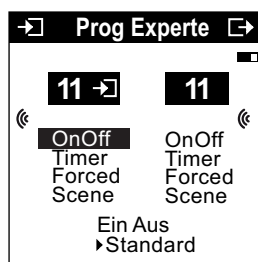 Prog Experte
11 11
OnOff OnOff
Timer Timer
Forced Forced
Scene Scene
Ein Aus
Standard